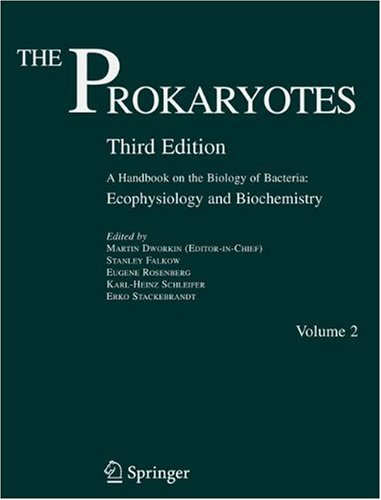 THE PROKARYOTES
Third Edition
A Handbook on the Biology of Bacteria:
Ecophysiology and Biochemistry
Edited by
MARTIN DWORKIN (EDITOR-IN-CHIEF)
STANLEY FALKOW
EUGENE ROSENBERG
KARL-HEINZ SCHLEIFER
ERKO STACKEBRANDT
Volume 2
Springer